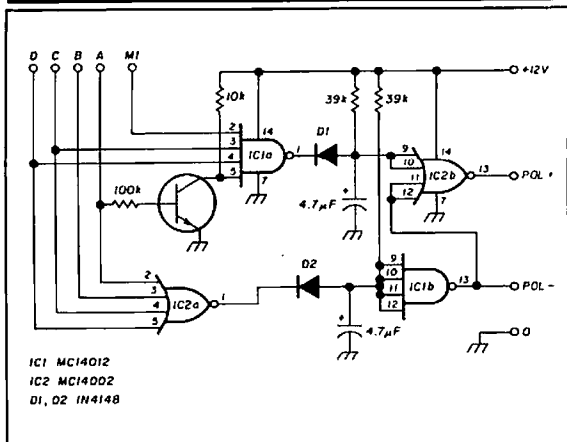 D C B A M1
+12V
10k
39k 39k
2 14
3
4 IC1a 1 D1
5 7
100k
4.7µF
9 14
10 IC2b 13 POL +
11
12 7
2
3 IC2a 1 D2
4
5
4.7µF
9
10 IC1b 13 POL -
11
12
0
IC1 MC14012
IC2 MC14002
D1, D2 IN4148